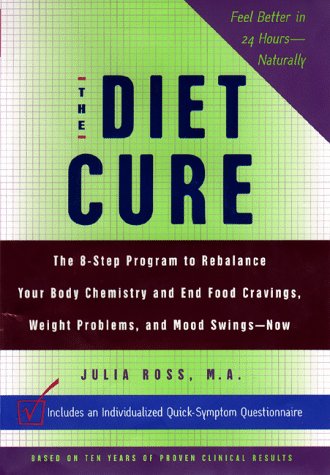 Feel Better in
24 Hours—
Naturally
THE
DIET
CURE
The 8-Step Program to Rebalance
Your Body Chemistry and End Food Cravings,
Weight Problems, and Mood Swings—Now
JULIA ROSS, M.A.
Includes an Individualized Quick-Symptom Questionnaire
BASED ON TEN YEARS OF PROVEN CLINICAL RESULTS